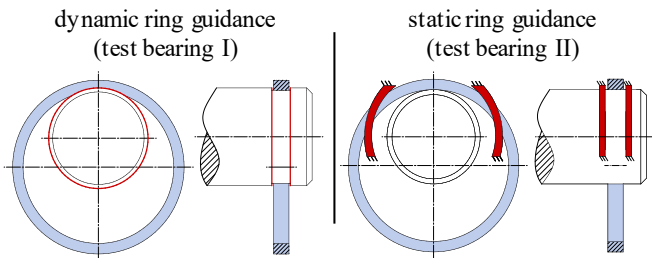 dynamic ring guidance
(test bearing I)
static ring guidance
(test bearing II)